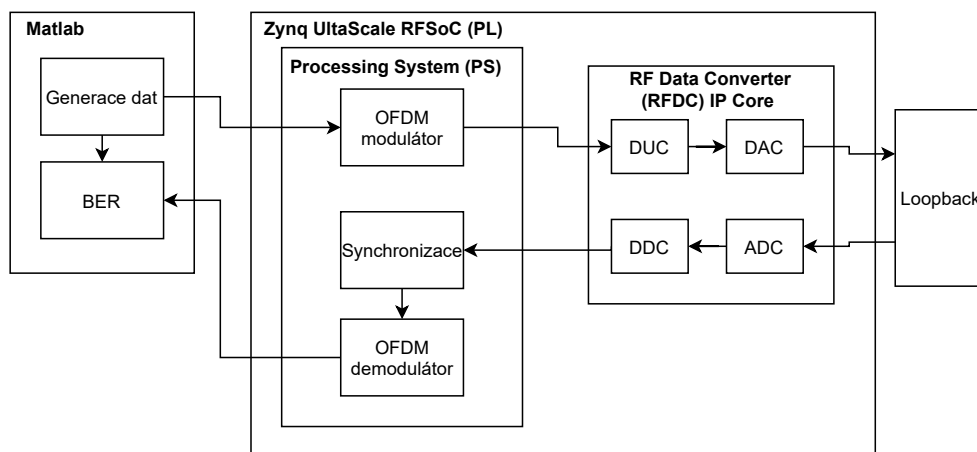 Matlab
Generace dat
BER
Zynq UltaScale RFSoC (PL)
Processing System (PS)
OFDM
modulátor
Synchronizace
OFDM
demodulátor
RF Data Converter
(RFDC) IP Core
DUC
DAC
DDC
ADC
Loopback